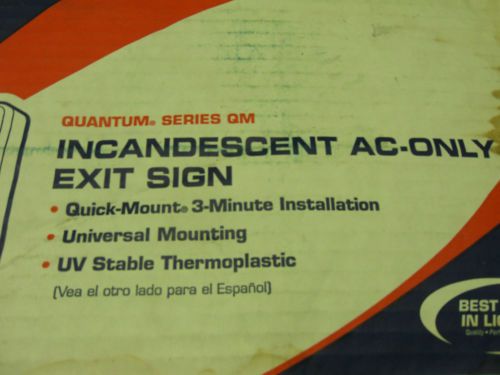 QUANTUM® SERIES QM
INCANDESCENT AC-ONLY
EXIT SIGN
• Quick-Mount® 3-Minute Installation
• Universal Mounting
• UV Stable Thermoplastic
(Vea el otro lado para el Español)
BEST
IN
Quality •